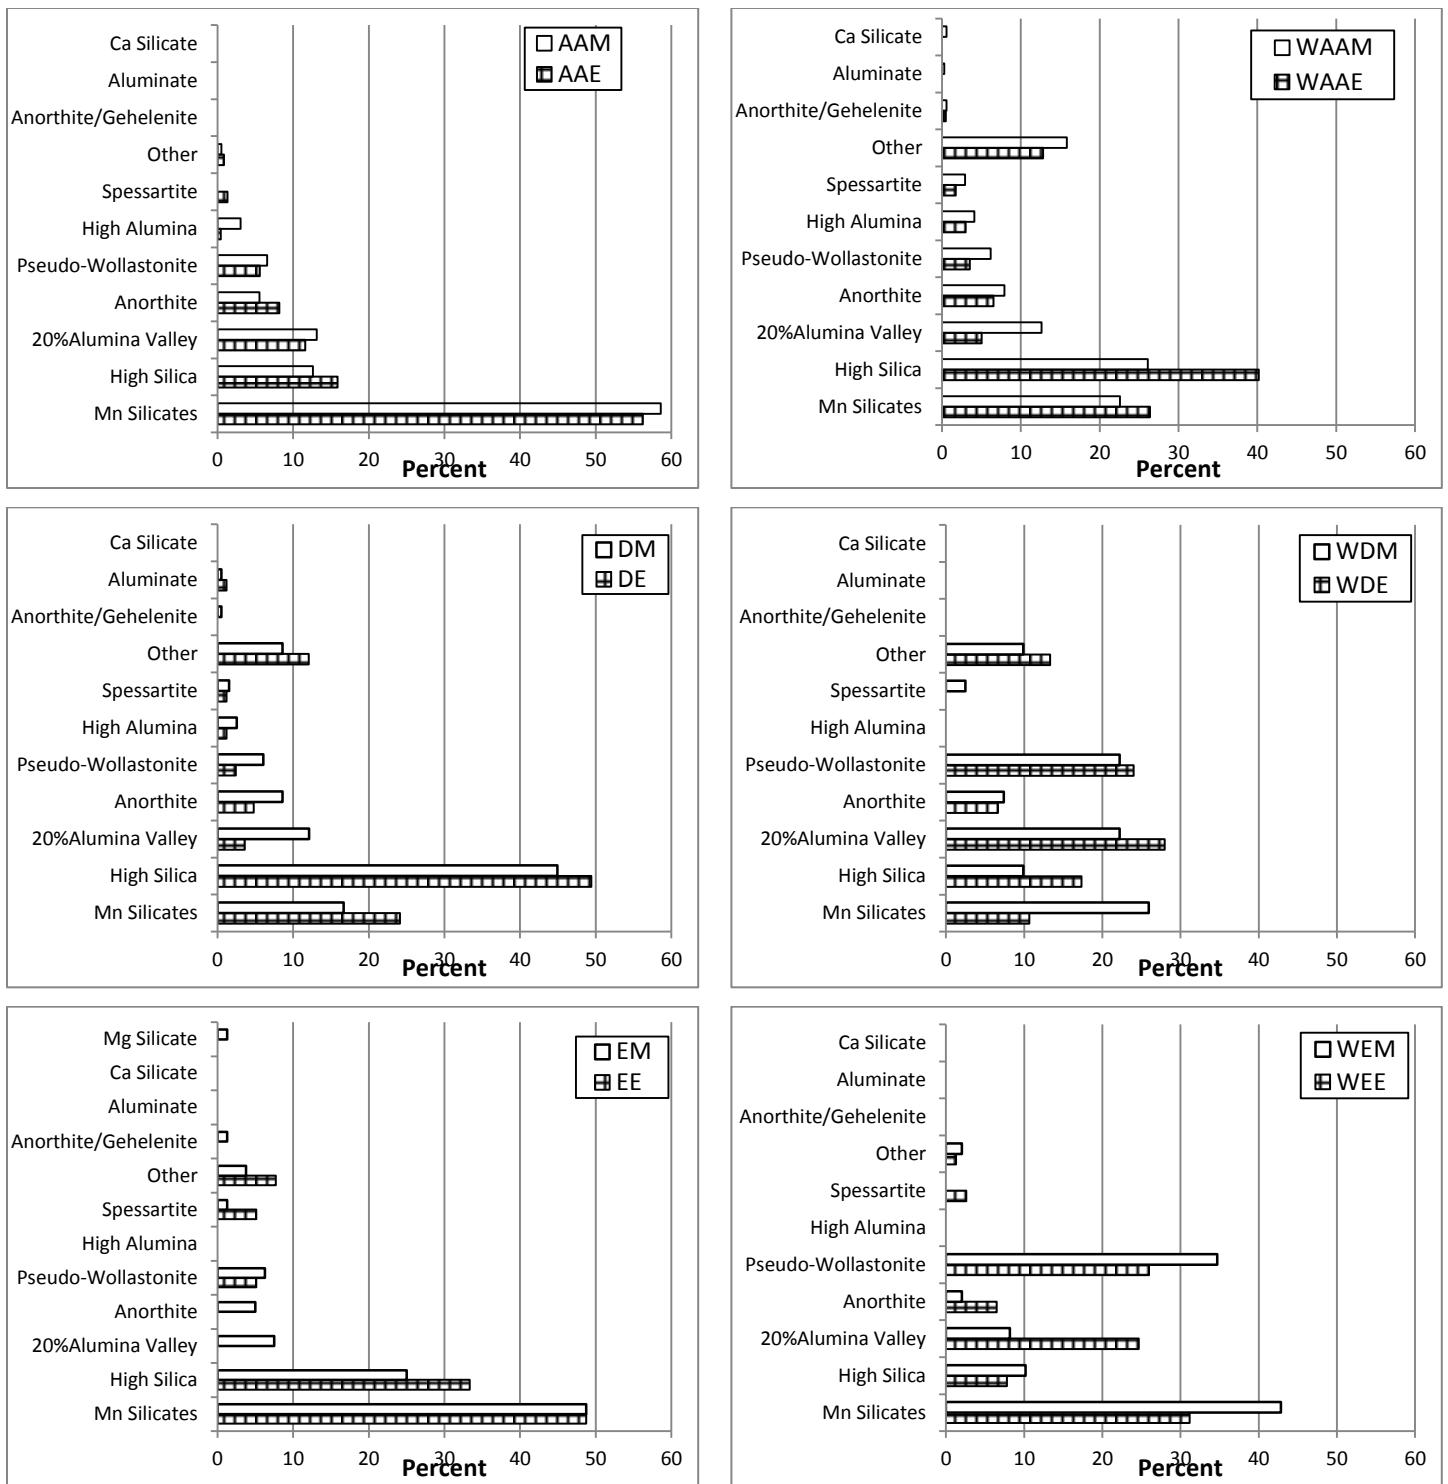 Ca Silicate
Aluminate
Anorthite/Gehelenite
Other
Spessartite
High Alumina
Pseudo-Wollastonite
Anorthite
20%Alumina Valley
High Silica
Mn Silicates
AAM
AAE
0 10 20 30 40 50 60
Percent
Ca Silicate
Aluminate
Anorthite/Gehelenite
Other
Spessartite
High Alumina
Pseudo-Wollastonite
Anorthite
20%Alumina Valley
High Silica
Mn Silicates
WAAM
WAAE
0 10 20 30 40 50 60
Percent
Ca Silicate
Aluminate
Anorthite/Gehelenite
Other
Spessartite
High Alumina
Pseudo-Wollastonite
Anorthite
20%Alumina Valley
High Silica
Mn Silicates
DM
DE
0 10 20 30 40 50 60
Percent
Ca Silicate
Aluminate
Anorthite/Gehelenite
Other
Spessartite
High Alumina
Pseudo-Wollastonite
Anorthite
20%Alumina Valley
High Silica
Mn Silicates
WDM
WDE
0 10 20 30 40 50 60
Percent
Mg Silicate
Ca Silicate
Aluminate
Anorthite/Gehelenite
Other
Spessartite
High Alumina
Pseudo-Wollastonite
Anorthite
20%Alumina Valley
High Silica
Mn Silicates
EM
EE
0 10 20 30 40 50 60
Percent
Ca Silicate
Aluminate
Anorthite/Gehelenite
Other
Spessartite
High Alumina
Pseudo-Wollastonite
Anorthite
20%Alumina Valley
High Silica
Mn Silicates
WEM
WEE
0 10 20 30 40 50 60
Percent